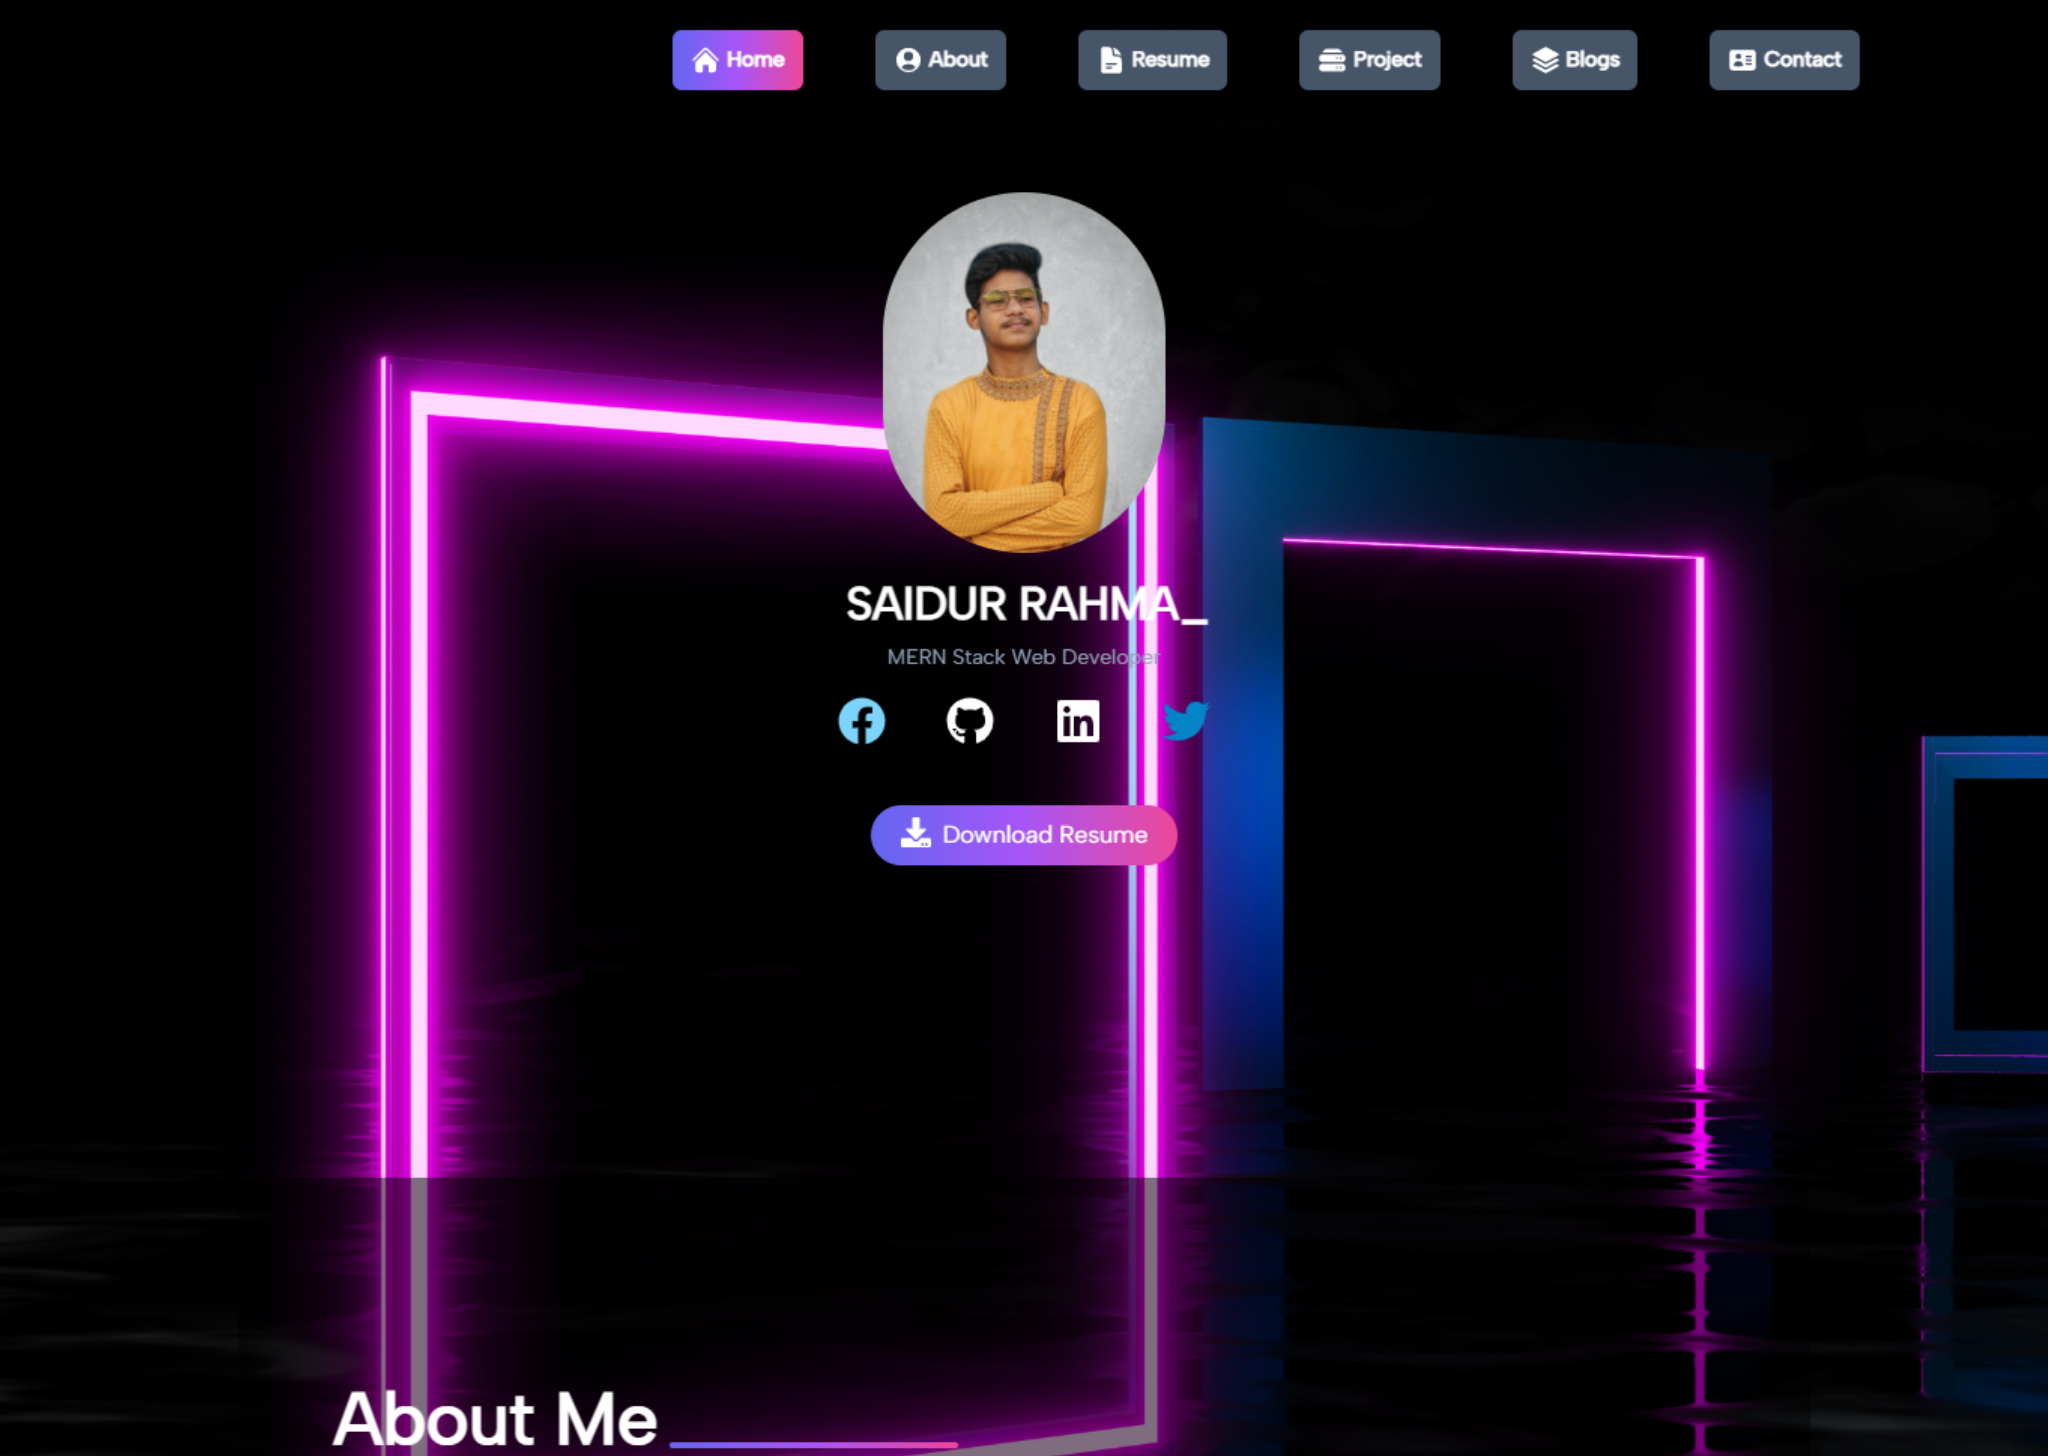 Home
About
Resume
Project
Blogs
Contact
SAIDUR RAHMA_
MERN Stack Web Developer
Download Resume
About Me